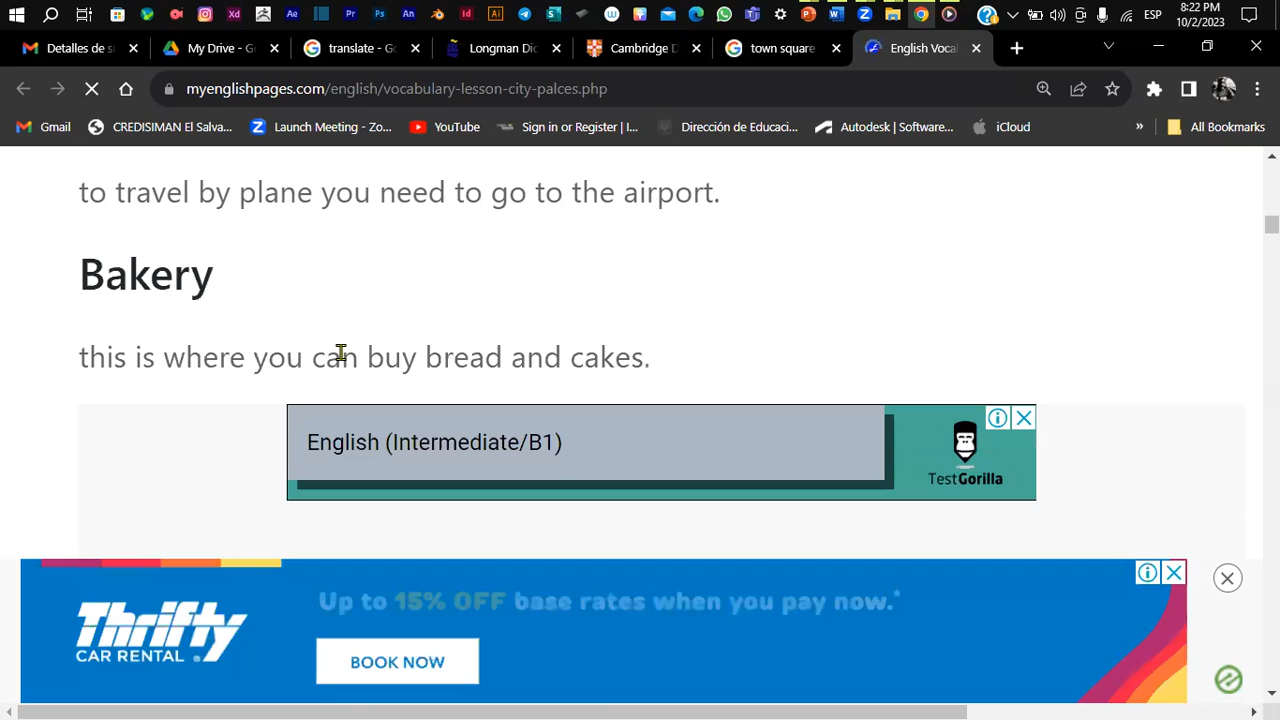 ESP
8:22 PM
10/2/2023
Detalles de s
My Drive - G
translate - Go
Longman Dic
Cambridge D
town square
English Voca
myenglishpages.com/english/vocabulary-lesson-city-palces.php
Gmail
CREDISIMAN El Salva...
Launch Meeting - Zo...
YouTube
Sign in or Register | I...
Dirección de Educaci...
Autodesk | Software...
iCloud
»
All Bookmarks
to travel by plane you need to go to the airport.
Bakery
this is where you can buy bread and cakes.
English (Intermediate/B1)
TestGorilla
Up to 15% OFF base rates when you pay now.*
Thrifty
CAR RENTAL
BOOK NOW